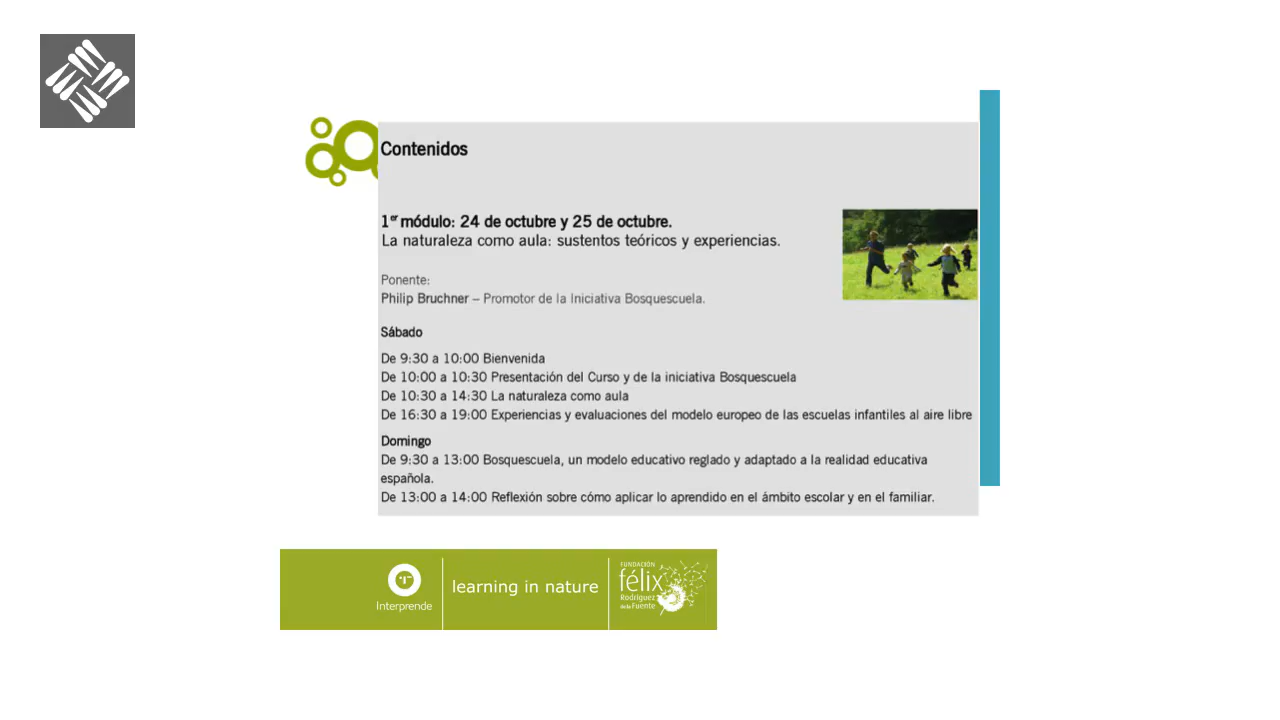 Contenidos
1er módulo: 24 de octubre y 25 de octubre.
La naturaleza como aula: sustentos teóricos y experiencias.
Ponente:
Philip Bruchner – Promotor de la Iniciativa Bosquescuela.
Sábado
De 9:30 a 10:00 Bienvenida
De 10:00 a 10:30 Presentación del Curso y de la iniciativa Bosquescuela
De 10:30 a 14:30 La naturaleza como aula
De 16:30 a 19:00 Experiencias y evaluaciones del modelo europeo de las escuelas infantiles al aire libre
Domingo
De 9:30 a 13:00 Bosquescuela, un modelo educativo reglado y adaptado a la realidad educativa
española.
De 13:00 a 14:00 Reflexión sobre cómo aplicar lo aprendido en el ámbito escolar y en el familiar.
Interprende
learning in nature
FUNDACIÓN
félix
Rodríguez
de la Fuente